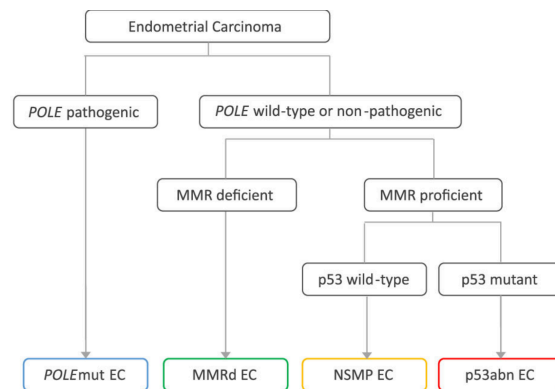 Endometrial Carcinoma
POLE pathogenic
POLE wild-type or non-pathogenic
MMR deficient
MMR proficient
p53 wild-type
p53 mutant
POLEmut EC
MMRd EC
NSMP EC
p53abn EC